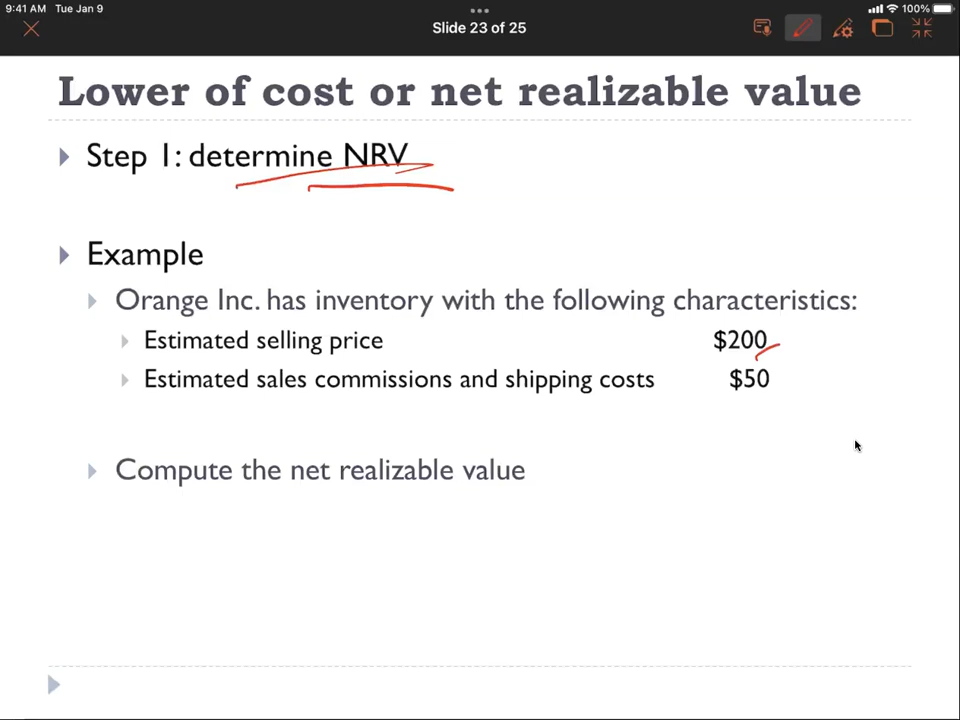 9:41 AM Tue Jan 9
100%
Slide 23 of 25
Lower of cost or net realizable value
Step 1: determine NRV
Example
Orange Inc. has inventory with the following characteristics:
Estimated selling price $200
Estimated sales commissions and shipping costs $50
Compute the net realizable value